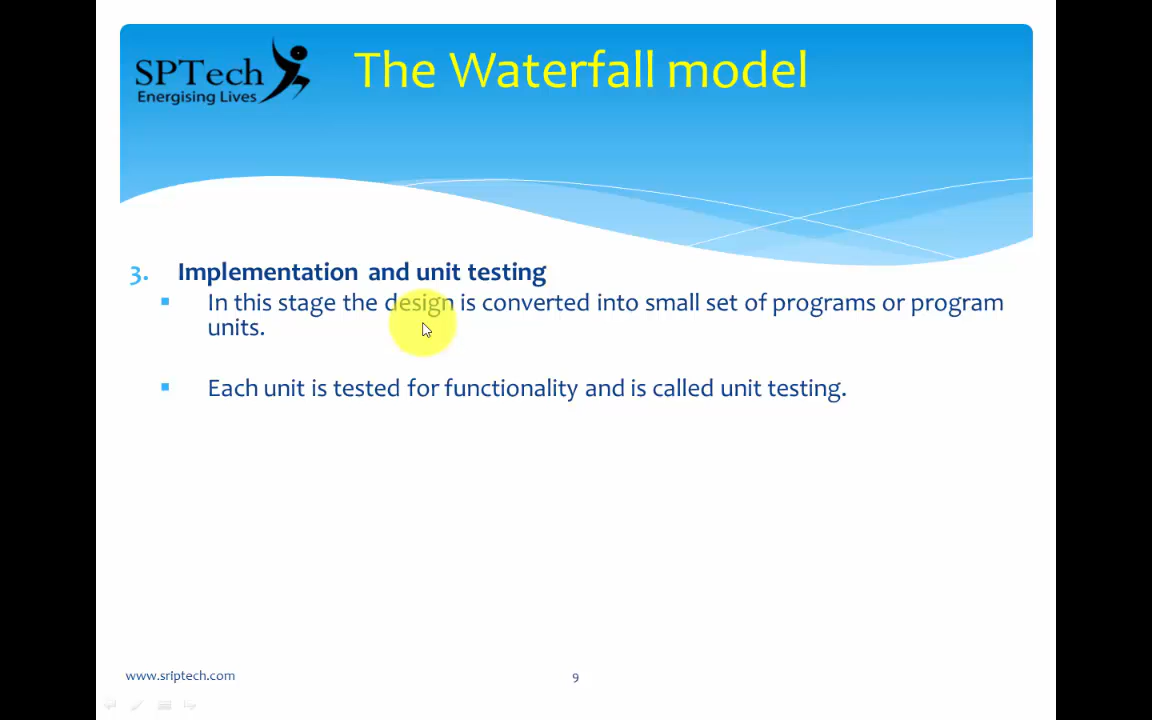 SPTech
Energising Lives
The Waterfall model
3. Implementation and unit testing
In this stage the design is converted into small set of programs or program
units.
Each unit is tested for functionality and is called unit testing.
www.sriptech.com
9